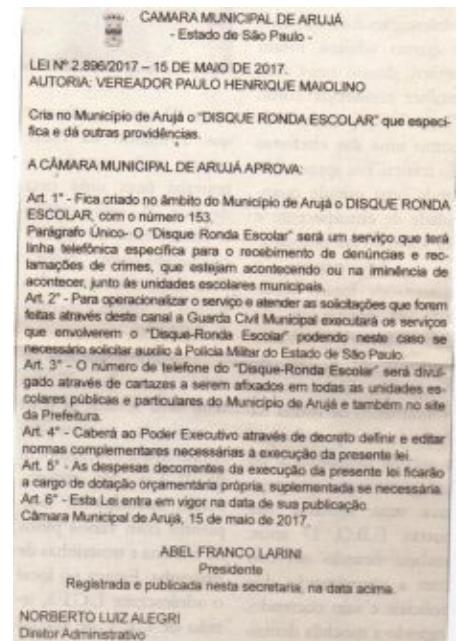 CAMARA MUNICIPAL DE ARUJÁ
- Estado de São Paulo -
LEI Nº 2.896/2017 – 15 DE MAIO DE 2017.
AUTORIA: VEREADOR PAULO HENRIQUE MAIOLINO
Cria no Município de Arujá o "DISQUE RONDA ESCOLAR" que especi-
fica e dá outras providências.
A CÂMARA MUNICIPAL DE ARUJÁ APROVA:
Art. 1° - Fica criado no âmbito do Município de Arujá o DISQUE RONDA
ESCOLAR, com o número 153.
Parágrafo Único- O "Disque Ronda Escolar" será um serviço que terá
linha telefônica específica para o recebimento de denúncias e rec-
lamações de crimes, que estejam acontecendo ou na iminência de
acontecer, junto às unidades escolares municipais.
Art. 2° - Para operacionalizar o serviço e atender as solicitações que forem
feitas através deste canal a Guarda Civil Municipal executará os serviços
que envolverem o "Disque-Ronda Escolar" podendo neste caso se
necessário solicitar auxílio à Polícia Militar do Estado de São Paulo.
Art. 3° - O número de telefone do "Disque-Ronda Escolar" será divul-
gado através de cartazes a serem afixados em todas as unidades es-
colares públicas e particulares do Município de Arujá e também no site
da Prefeitura.
Art. 4° - Caberá ao Poder Executivo através de decreto definir e editar
normas complementares necessárias à execução da presente lei.
Art. 5° - As despesas decorrentes da execução da presente lei ficarão
a cargo de dotação orçamentária própria, suplementada se necessária.
Art. 6° - Esta Lei entra em vigor na data de sua publicação.
Câmara Municipal de Arujá, 15 de maio de 2017.
ABEL FRANCO LARINI
Presidente
Registrada e publicada nesta secretaria, na data acima.
NORBERTO LUIZ ALEGRI
Diretor Administrativo